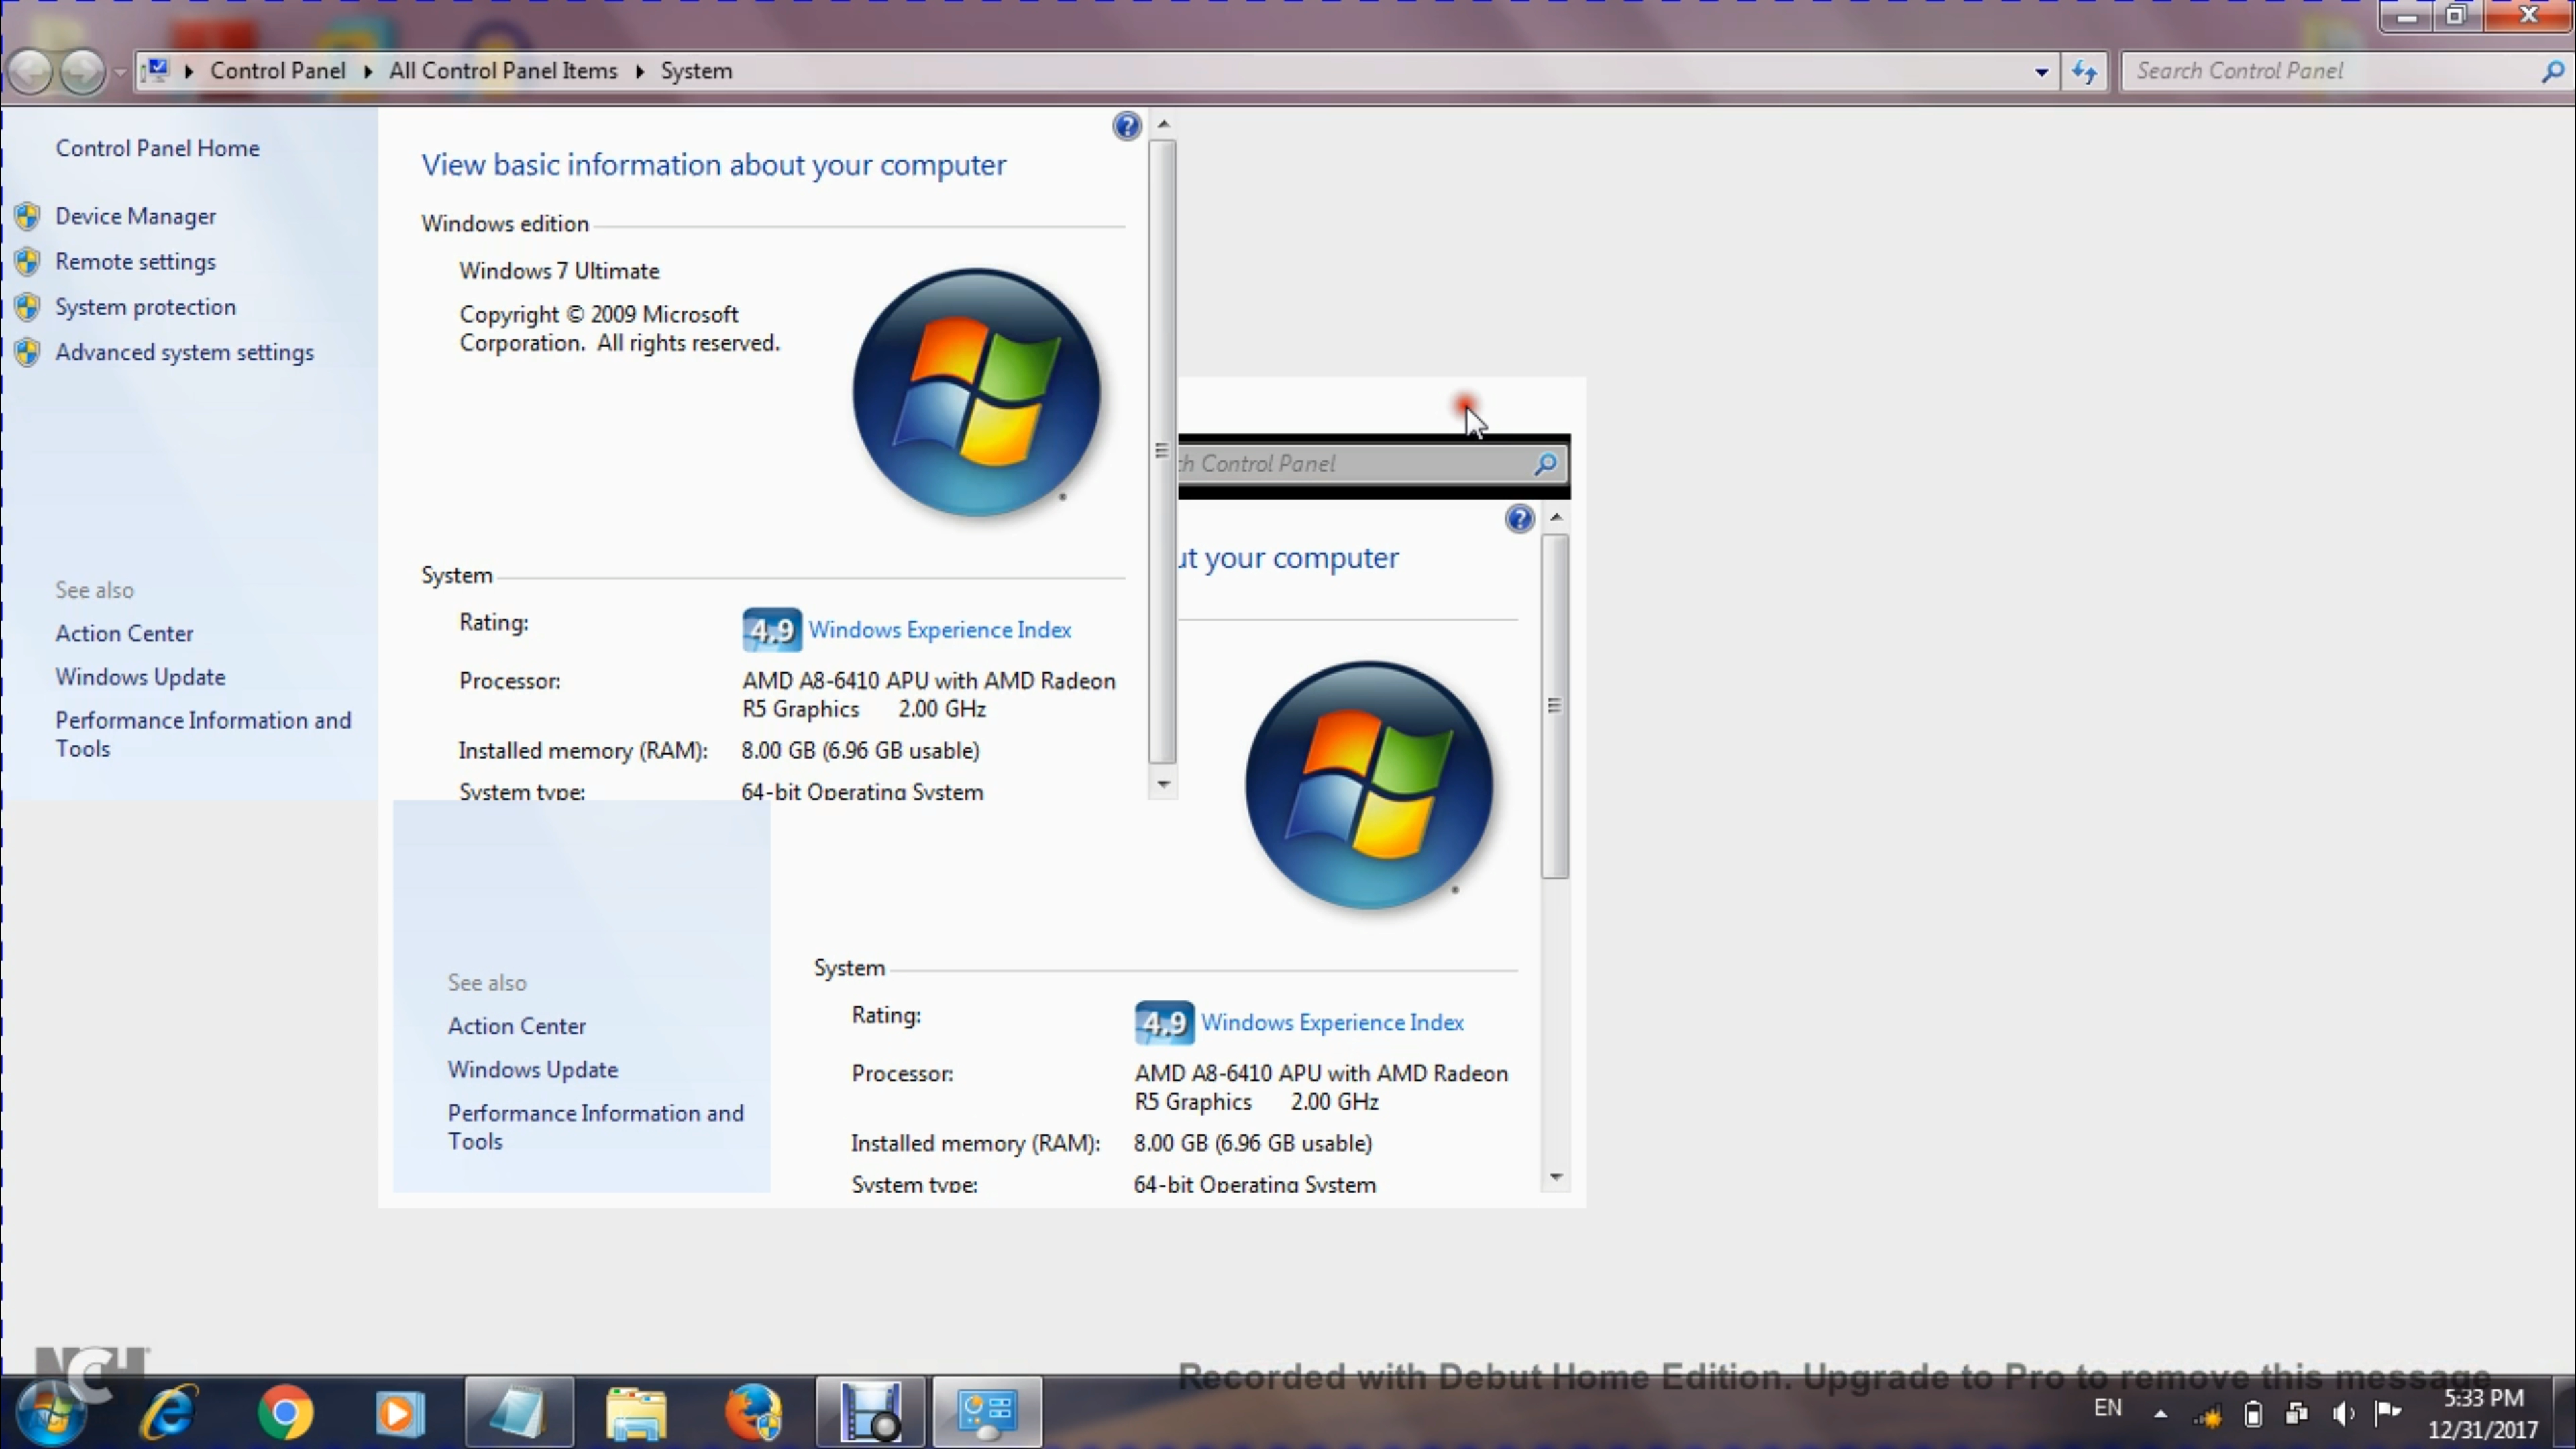 Control Panel
All Control Panel Items
System
Search Control Panel
Control Panel Home
Device Manager
Remote settings
System protection
Advanced system settings
See also
Action Center
Windows Update
Performance Information and
Tools
View basic information about your computer
Windows edition
Windows 7 Ultimate
Copyright © 2009 Microsoft
Corporation. All rights reserved.
System
Rating:
4.9 Windows Experience Index
Processor:
AMD A8-6410 APU with AMD Radeon
R5 Graphics 2.00 GHz
Installed memory (RAM):
8.00 GB (6.96 GB usable)
System type:
64-bit Operating System
ch Control Panel
ut your computer
See also
Action Center
Windows Update
Performance Information and
Tools
System
Rating:
4.9 Windows Experience Index
Processor:
AMD A8-6410 APU with AMD Radeon
R5 Graphics 2.00 GHz
Installed memory (RAM):
8.00 GB (6.96 GB usable)
System type:
64-bit Operating System
NCH
Recorded with Debut Home Edition. Upgrade to Pro to remove this message
EN
5:33 PM
12/31/2017